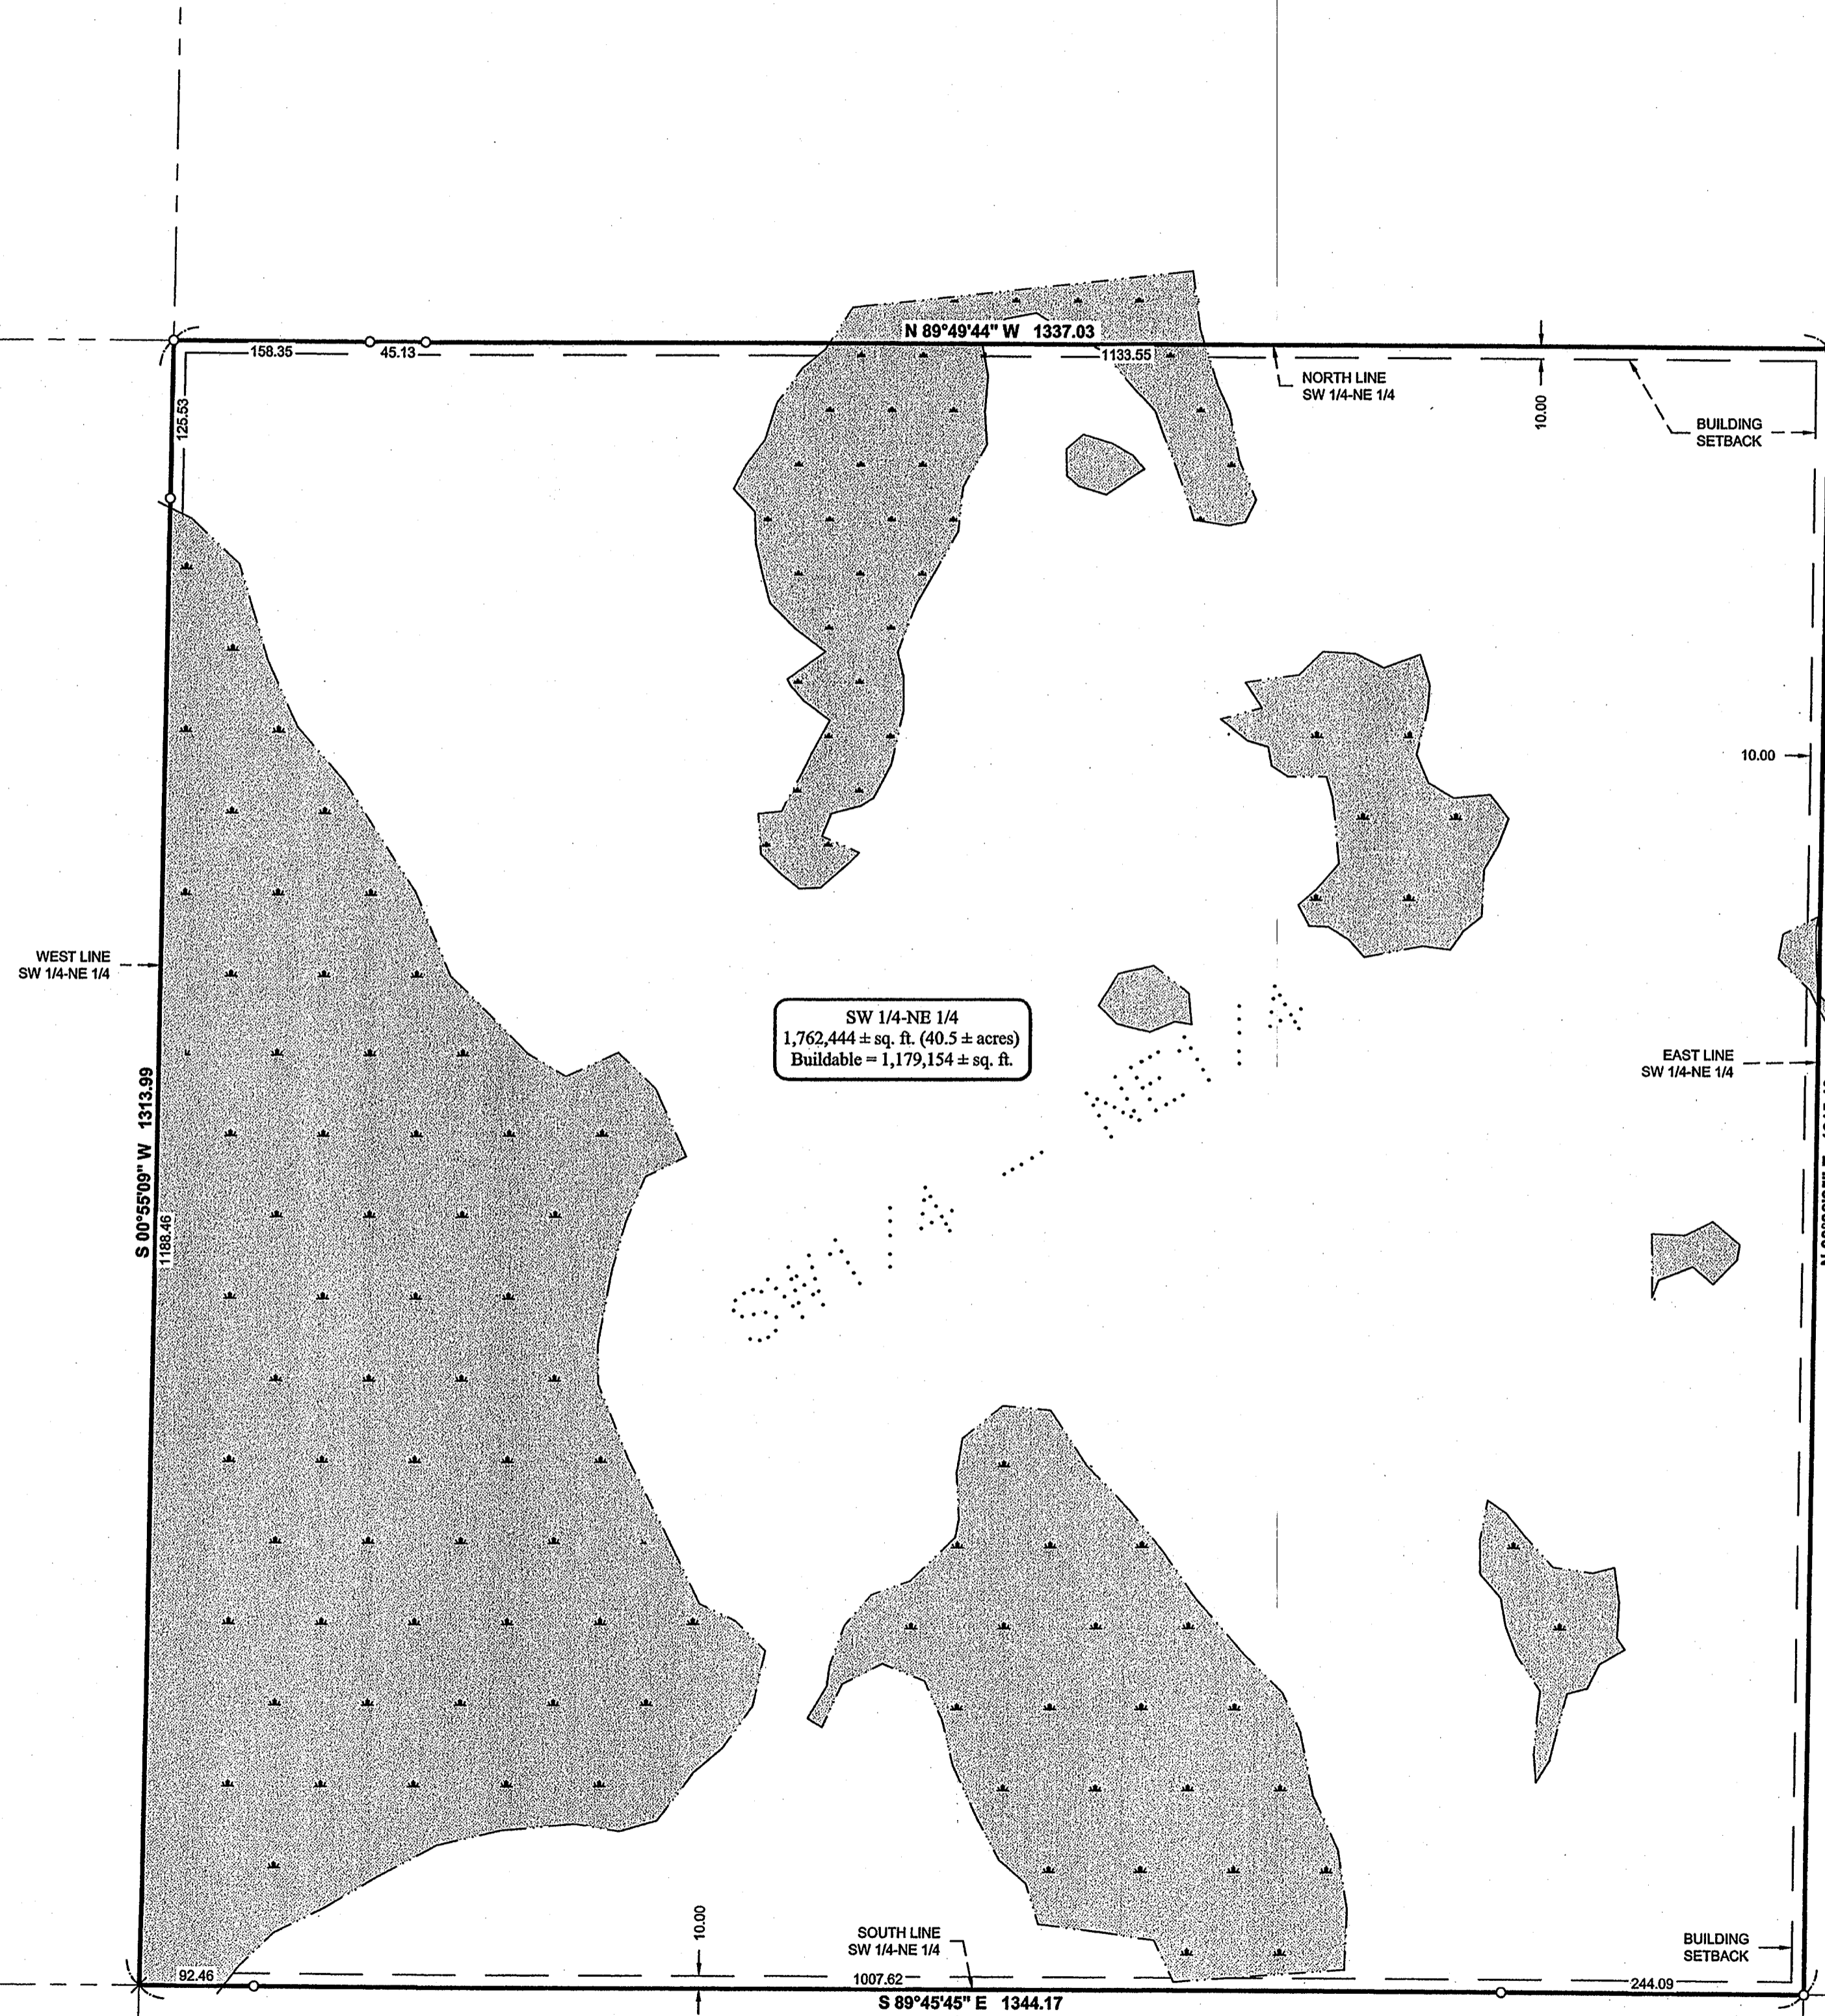 N 89°49'44" W 1337.03
158.35
45.13
1133.55
NORTH LINE
SW 1/4-NE 1/4
10.00
BUILDING
SETBACK
125.53
10.00
WEST LINE
SW 1/4-NE 1/4
SW 1/4-NE 1/4
1,762,444 ± sq. ft. (40.5 ± acres)
Buildable = 1,179,154 ± sq. ft.
EAST LINE
SW 1/4-NE 1/4
S 00°55'09" W 1313.99
1188.46
SW1/4 - NE1/4
10.00
SOUTH LINE
SW 1/4-NE 1/4
BUILDING
SETBACK
92.46
1007.62
244.09
S 89°45'45" E 1344.17